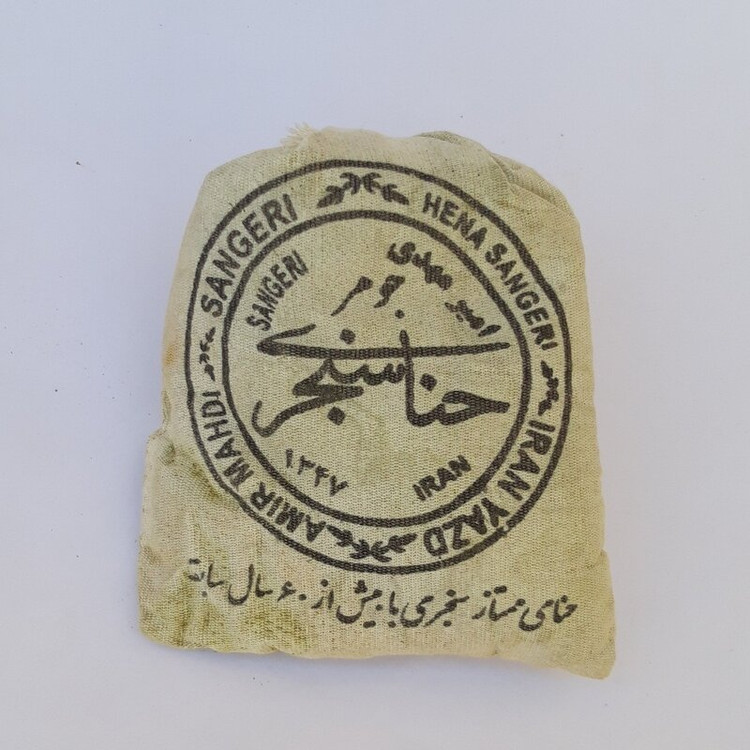 SANGERI
HENA SANGERI
IRAN YAZD
AMIR MAHDI
SANGERI
امیر مهدی
حنا سنجری
۱۳۴۷
IRAN
حنای ممتاز سنجری با بیش از ۶۰ سال سابقه